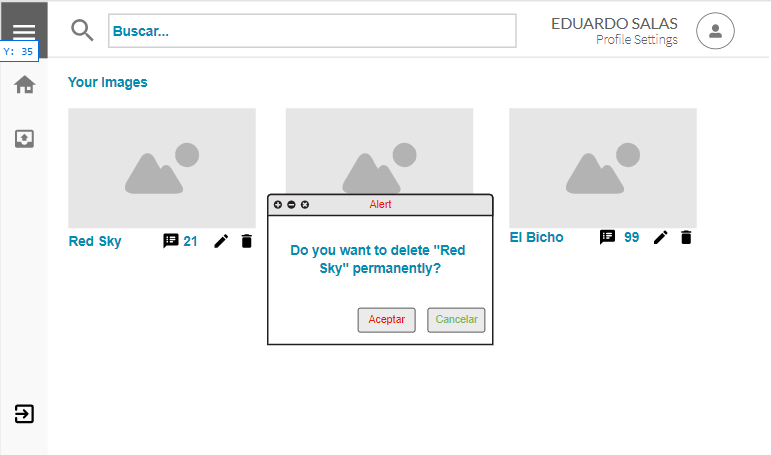 Buscar...
EDUARDO SALAS
Profile Settings
Y: 35
Your Images
Red Sky 21
El Bicho 99
Alert
Do you want to delete "Red
Sky" permanently?
Aceptar Cancelar